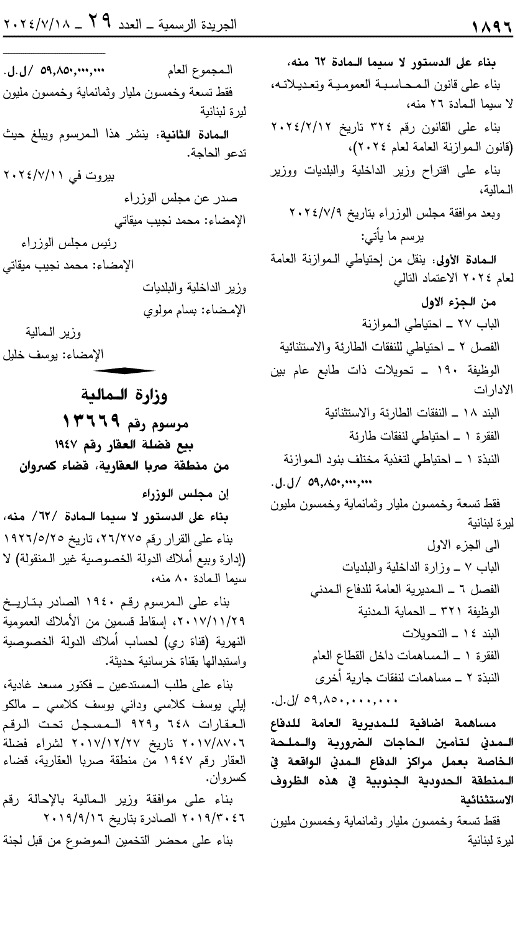 ١٨٩٦
الجريدة الرسمية ــ العدد ٢٩ ــ ٢٠٢٤/٧/١٨
بناء على الدستور لا سيما المادة ٦٢ منه،
بناء على قانون المحاسبة العمومية وتعديلاته،
لا سيما المادة ٢٦ منه،
بناء على القانون رقم ٣٢٤ تاريخ ٢٠٢٤/٢/١٢
(قانون الموازنة العامة لعام ٢٠٢٤)،
بناء على اقتراح وزير الداخلية والبلديات ووزير
المالية،
وبعد موافقة مجلس الوزراء بتاريخ ٢٠٢٤/٧/٩
يرسم ما يأتي:
المادة الأولى: ينقل من إحتياطي الموازنة العامة
لعام ٢٠٢٤ الاعتماد التالي
من الجزء الاول
الباب ٢٧ ــ احتياطي الموازنة
الفصل ٢ ــ احتياطي للنفقات الطارئة والاستثنائية
الوظيفة ١٩٠ ــ تحويلات ذات طابع عام بين
الادارات
البند ١٨ ــ النفقات الطارئة والاستثنائية
الفقرة ١ ــ احتياطي لنفقات طارئة
النبذة ١ ــ احتياطي لتغذية مختلف بنود الموازنة
٥٩,٨٥٠,٠٠٠,٠٠٠ /ل.ل.
فقط تسعة وخمسون مليار وثمانماية وخمسون مليون
ليرة لبنانية
الى الجزء الاول
الباب ٧ ــ وزارة الداخلية والبلديات
الفصل ٦ ــ المديرية العامة للدفاع المدني
الوظيفة ٣٢١ ــ الحماية المدنية
البند ١٤ ــ التحويلات
الفقرة ١ ــ المساهمات داخل القطاع العام
النبذة ٢ ــ مساهمات لنفقات جارية أخرى
٥٩,٨٥٠,٠٠٠,٠٠٠ /ل.ل.
مساهمة اضافية للمديرية العامة للدفاع
المدني لتأمين الحاجات الضرورية والملحة
الخاصة بعمل مراكز الدفاع المدني الواقعة في
المنطقة الحدودية الجنوبية في هذه الظروف
الاستثنائية
فقط تسعة وخمسون مليار وثمانماية وخمسون مليون
ليرة لبنانية
المجموع العام ٥٩,٨٥٠,٠٠٠,٠٠٠ /ل.ل.
فقط تسعة وخمسون مليار وثمانماية وخمسون مليون
ليرة لبنانية
المادة الثانية: ينشر هذا المرسوم ويبلغ حيث
تدعو الحاجة.
بيروت في ٢٠٢٤/٧/١١
صدر عن مجلس الوزراء
الإمضاء: محمد نجيب ميقاتي
رئيس مجلس الوزراء
الإمضاء: محمد نجيب ميقاتي
وزير الداخلية والبلديات
الإمضاء: بسام مولوي
وزير المالية
الإمضاء: يوسف خليل
وزارة المالية
مرسوم رقم ١٣٦٦٩
بيع فضلة العقار رقم ١٩٤٧
من منطقة صربا العقارية، قضاء كسروان
إن مجلس الوزراء
بناء على الدستور لا سيما المادة /٦٢/ منه،
بناء على القرار رقم ٢٦/٢٧٥، تاريخ ١٩٢٦/٥/٢٥
(إدارة وبيع أملاك الدولة الخصوصية غير المنقولة) لا
سيما المادة ٨٠ منه،
بناء على المرسوم رقم ١٩٤٠ الصادر بتاريخ
٢٠١٧/١١/٢٩، إسقاط قسمين من الأملاك العمومية
النهرية (قناة ري) لحساب أملاك الدولة الخصوصية
واستبدالها بقناة خرسانية حديثة.
بناء على طلب المستدعين ــ فكتور مسعد غادية،
إيلي يوسف كلاسي وداني يوسف كلاسي ــ مالكو
العقارات ٦٤٨ و٩٢٩ المسجل تحت الرقم
٢٠١٧/٨٧٠٦ تاريخ ٢٠١٧/١٢/٢٧ لشراء فضلة
العقار رقم ١٩٤٧ من منطقة صربا العقارية، قضاء
كسروان.
بناء على موافقة وزير المالية بالإحالة رقم
٢٠١٩/٣٠٤٦ الصادرة بتاريخ ٢٠١٩/٩/١٦
بناء على محضر التخمين الموضوع من قبل لجنة